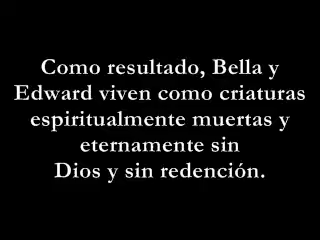 Como resultado, Bella y
Edward viven como criaturas
espiritualmente muertas y
eternamente sin
Dios y sin redención.